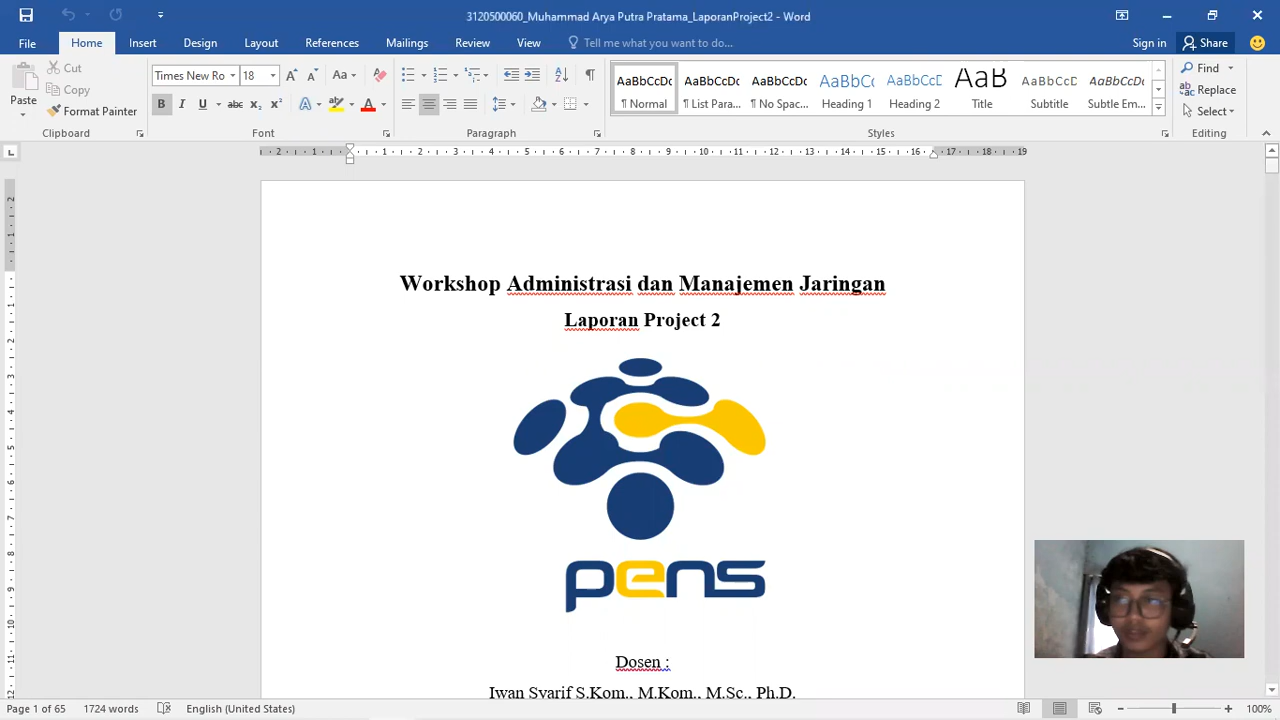 3120500060_Muhammad Arya Putra Pratama_LaporanProject2 - Word
File Home Insert Design Layout References Mailings Review View Tell me what you want to do... Sign in Share
Paste
Cut
Copy
Format Painter
Clipboard
Times New Ro 18
Font
Paragraph
AaBbCcDc AaBbCcDc AaBbCcDc AaBbCc AaBbCcD AaB AaBbCcD AaBbCcDc
¶ Normal ¶ List Para... ¶ No Spac... Heading 1 Heading 2 Title Subtitle Subtle Em...
Styles
Find
Replace
Select
Editing
Workshop Administrasi dan Manajemen Jaringan
Laporan Project 2
pens
Dosen :
Iwan Syarif S.Kom., M.Kom., M.Sc., Ph.D.
Page 1 of 65 1724 words English (United States) 100%